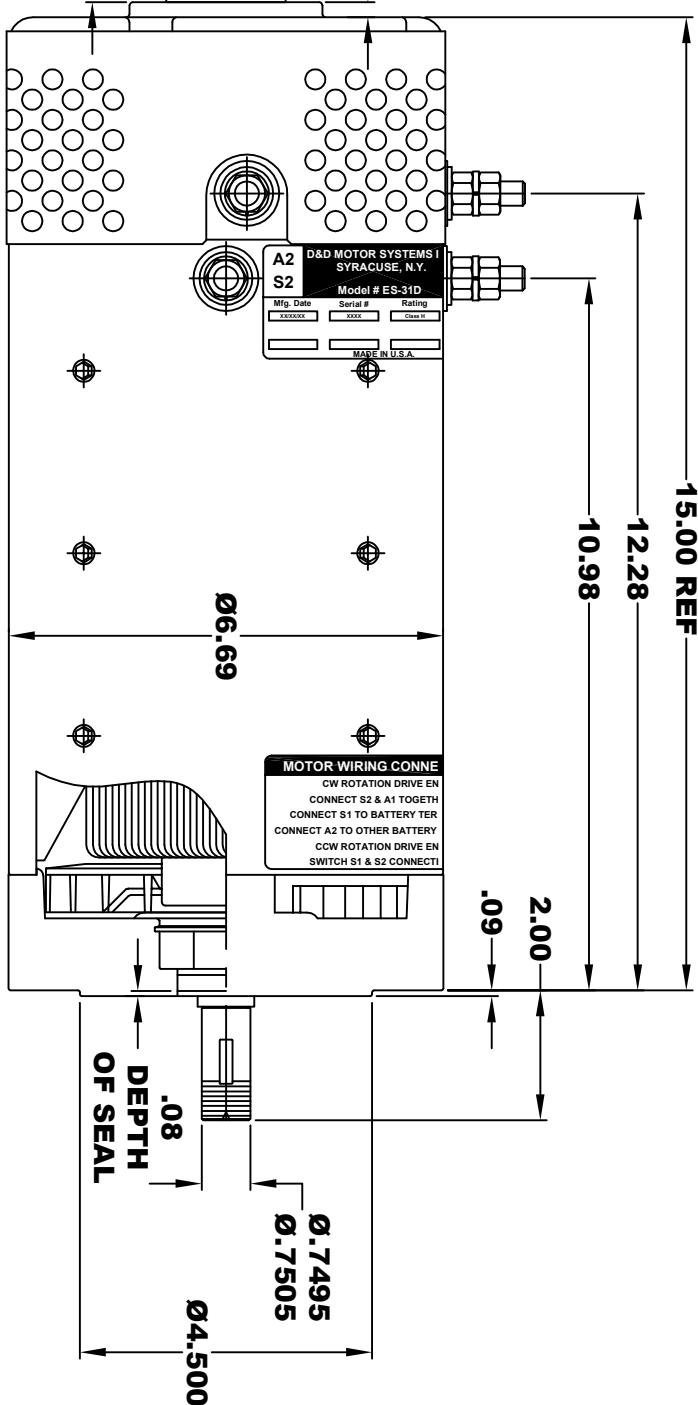 A2
S2
D&D MOTOR SYSTEMS I
SYRACUSE, N.Y.
Model # ES-31D
Mfg. Date Serial # Rating
XX/XX/XX XXXX Class H
MADE IN U.S.A.
15.00 REF
12.28
10.98
Ø6.69
MOTOR WIRING CONNE
CW ROTATION DRIVE EN
CONNECT S2 & A1 TOGETH
CONNECT S1 TO BATTERY TER
CONNECT A2 TO OTHER BATTERY
CCW ROTATION DRIVE EN
SWITCH S1 & S2 CONNECTI
2.00
.09
.08
DEPTH
OF SEAL
Ø.7495
Ø.7505
Ø4.500